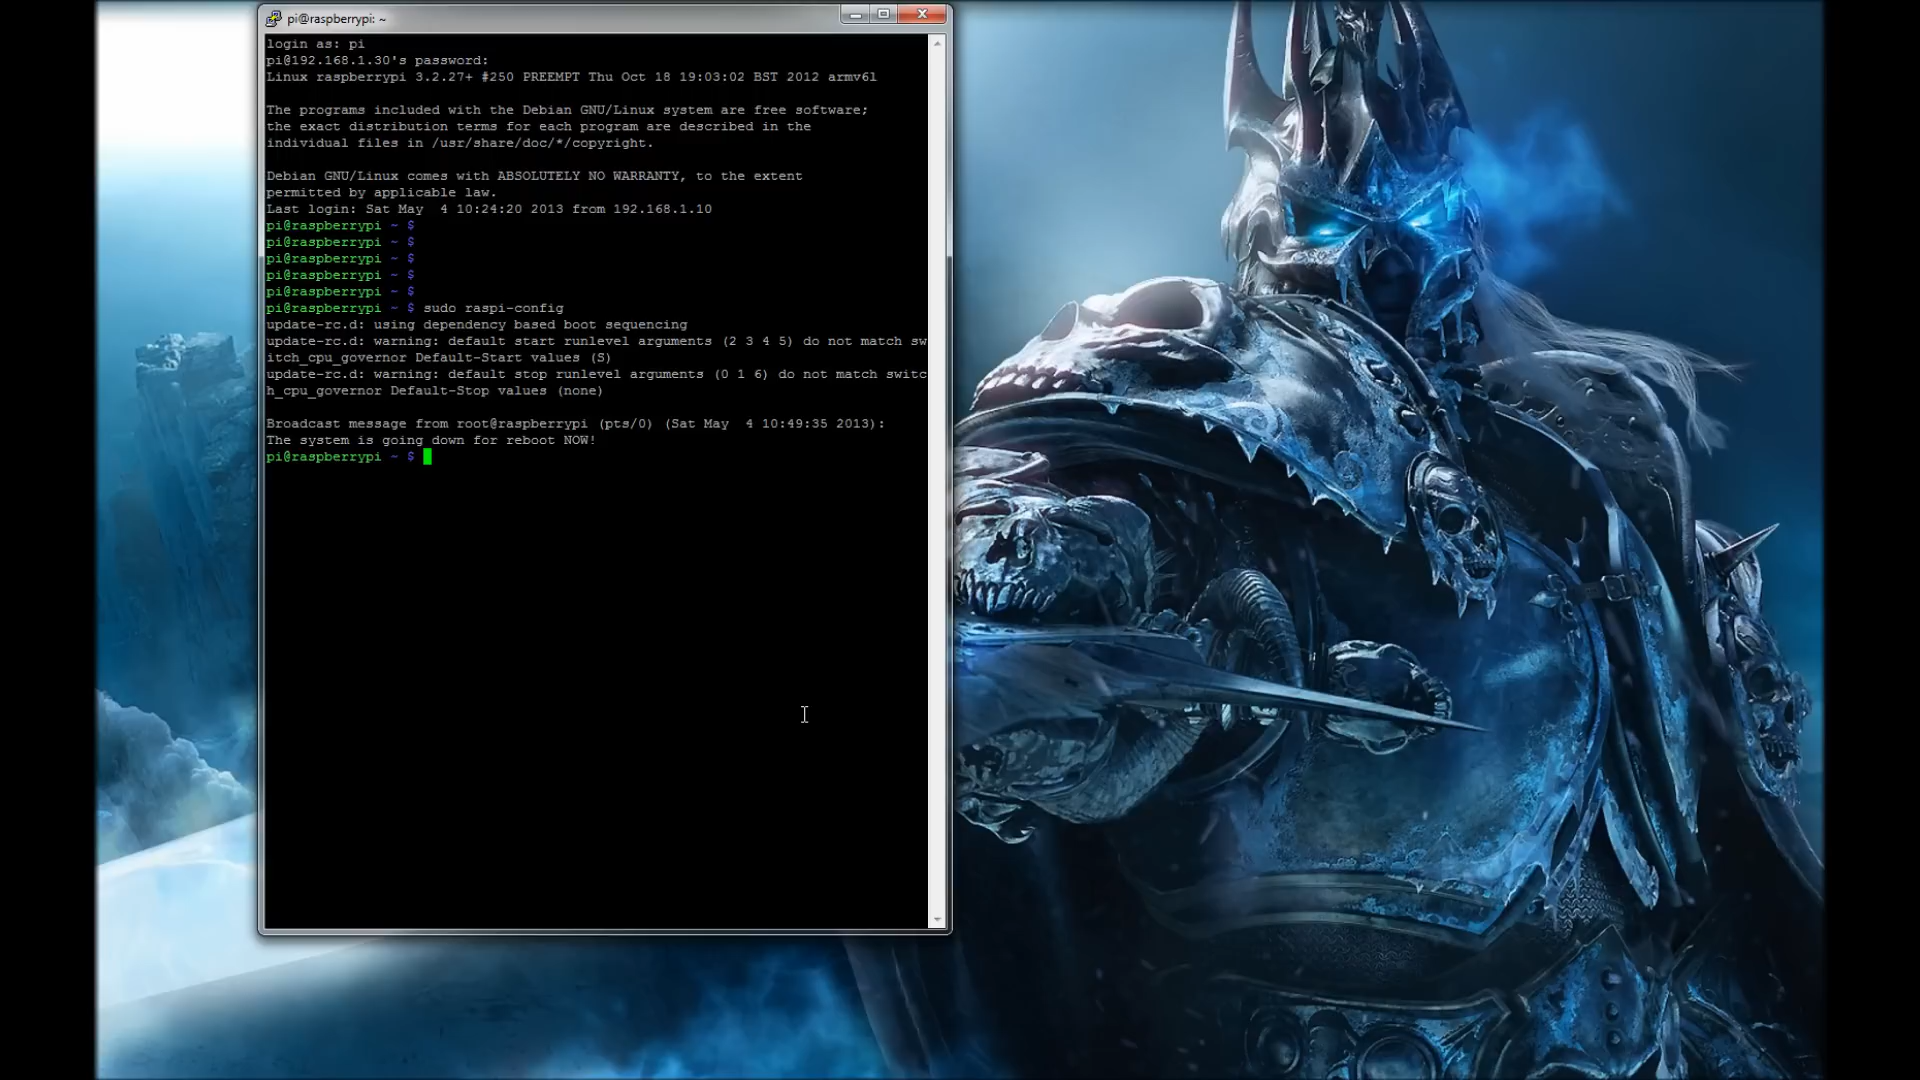 pi@raspberrypi: ~
login as: pi
pi@192.168.1.30's password:
Linux raspberrypi 3.2.27+ #250 PREEMPT Thu Oct 18 19:03:02 BST 2012 armv6l
The programs included with the Debian GNU/Linux system are free software;
the exact distribution terms for each program are described in the
individual files in /usr/share/doc/*/copyright.
Debian GNU/Linux comes with ABSOLUTELY NO WARRANTY, to the extent
permitted by applicable law.
Last login: Sat May  4 10:24:20 2013 from 192.168.1.10
pi@raspberrypi ~ $
pi@raspberrypi ~ $
pi@raspberrypi ~ $
pi@raspberrypi ~ $
pi@raspberrypi ~ $
pi@raspberrypi ~ $ sudo raspi-config
update-rc.d: using dependency based boot sequencing
update-rc.d: warning: default start runlevel arguments (2 3 4 5) do not match sw
itch_cpu_governor Default-Start values (S)
update-rc.d: warning: default stop runlevel arguments (0 1 6) do not match switc
h_cpu_governor Default-Stop values (none)
Broadcast message from root@raspberrypi (pts/0) (Sat May  4 10:49:35 2013):
The system is going down for reboot NOW!
pi@raspberrypi ~ $